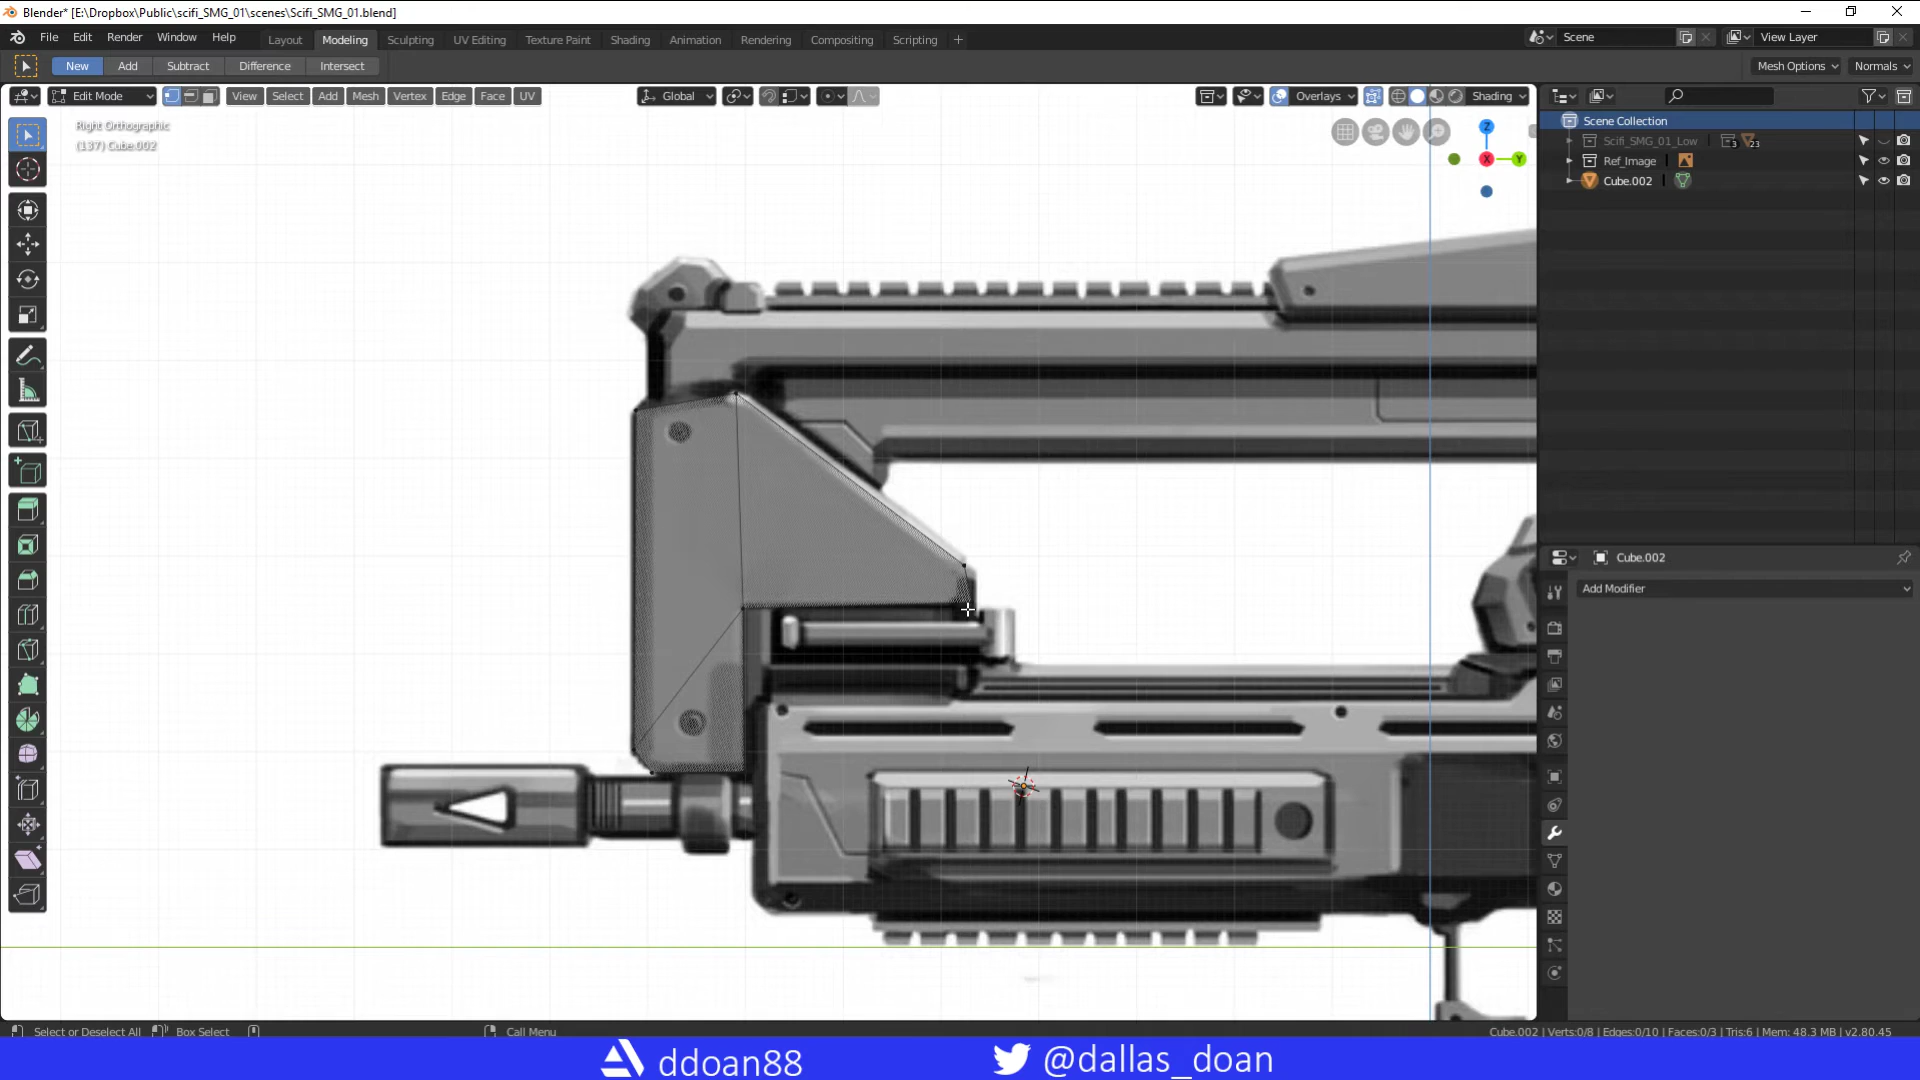 Blender* [E:\Dropbox\Public\scifi_SMG_01\scenes\Scifi_SMG_01.blend]
File Edit Render Window Help Layout Modeling Sculpting UV Editing Texture Paint Shading Animation Rendering Compositing Scripting + Scene View Layer
New Add Subtract Difference Intersect Mesh Options Normals
Edit Mode View Select Add Mesh Vertex Edge Face UV Global Overlays Shading
Right Orthographic
(137) Cube.002
Z
X Y
Scene Collection
Scifi_SMG_01_Low 3 23
Ref_Image
Cube.002
Cube.002
Add Modifier
Select or Deselect All Box Select Call Menu Cube.002 | Verts:0/8 | Edges:0/10 | Faces:0/3 | Tris:6 | Mem: 48.3 MB | v2.80.45
ddoan88 @dallas_doan